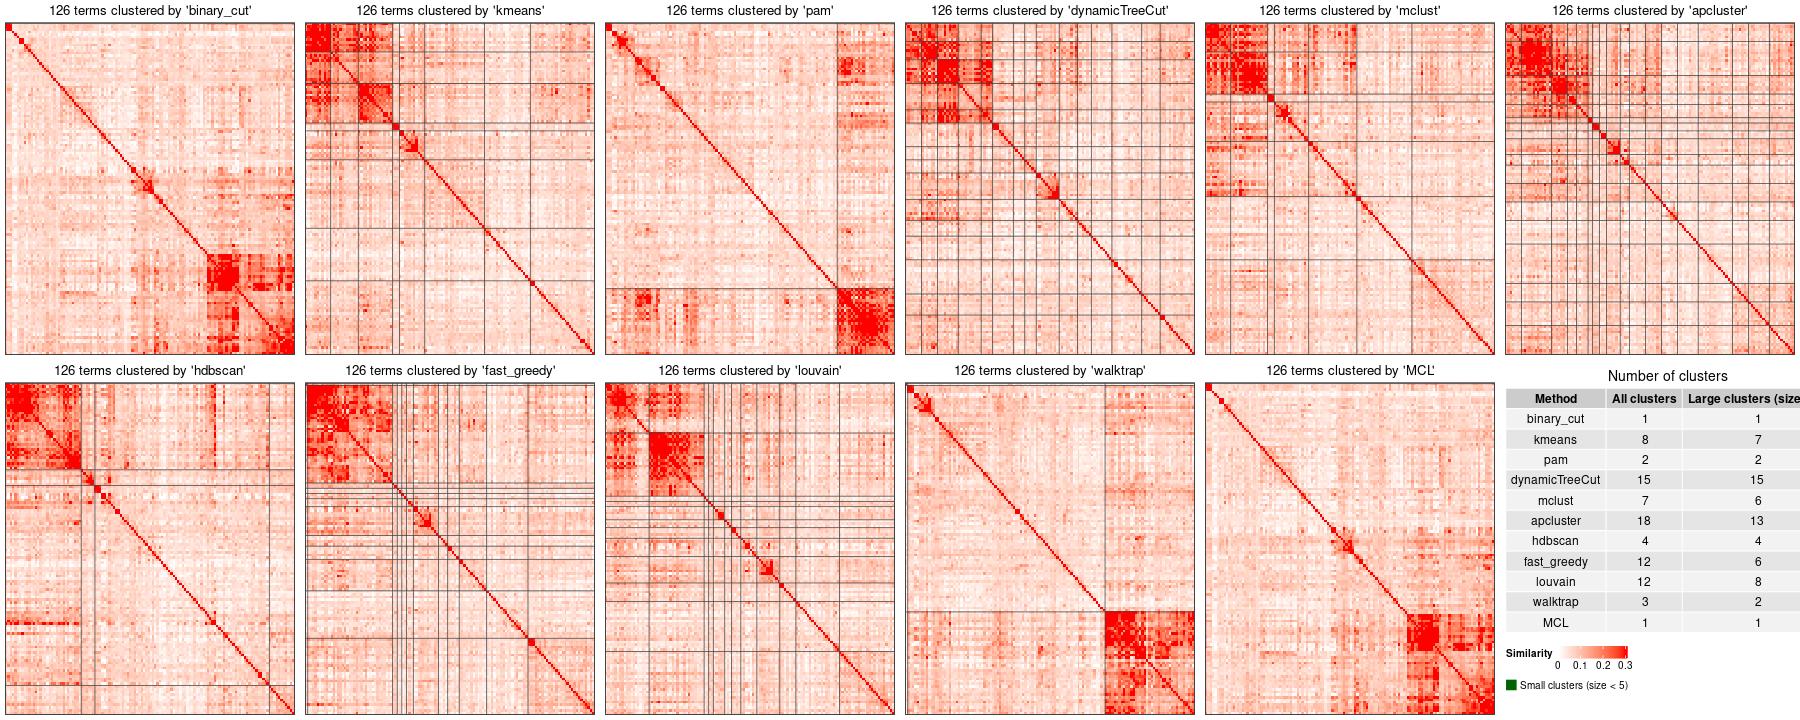 126 terms clustered by 'binary_cut'
126 terms clustered by 'kmeans'
126 terms clustered by 'pam'
126 terms clustered by 'dynamicTreeCut'
126 terms clustered by 'mclust'
126 terms clustered by 'apcluster'
126 terms clustered by 'hdbscan'
126 terms clustered by 'fast_greedy'
126 terms clustered by 'louvain'
126 terms clustered by 'walktrap'
126 terms clustered by 'MCL'
Number of clusters
Method All clusters Large clusters (size
binary_cut 1 1
kmeans 8 7
pam 2 2
dynamicTreeCut 15 15
mclust 7 6
apcluster 18 13
hdbscan 4 4
fast_greedy 12 6
louvain 12 8
walktrap 3 2
MCL 1 1
Similarity
0 0.1 0.2 0.3
Small clusters (size < 5)